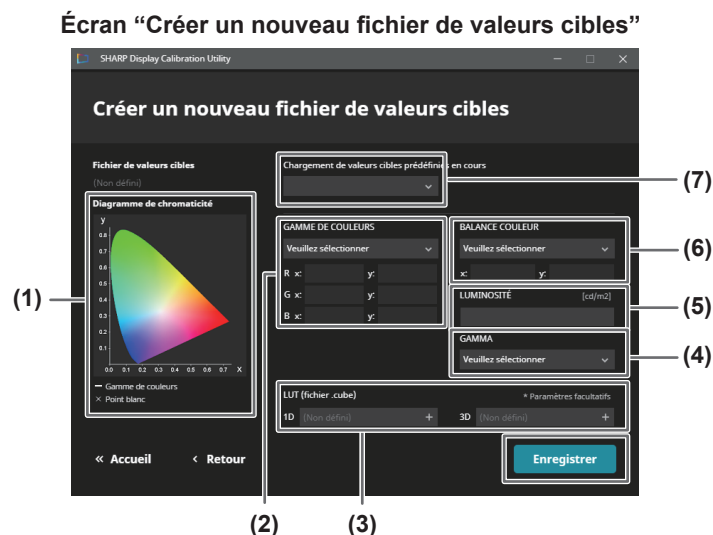 Écran “Créer un nouveau fichier de valeurs cibles”
SHARP Display Calibration Utility
Créer un nouveau fichier de valeurs cibles
Fichier de valeurs cibles
(Non défini)
Chargement de valeurs cibles prédéfinies en cours
(7)
Diagramme de chromaticité
y
0.8
0.7
0.6
0.5
0.4
0.3
0.2
0.1
0.0 0.1 0.2 0.3 0.4 0.5 0.6 0.7 X
Gamme de couleurs
× Point blanc
(1)
GAMME DE COULEURS
Veuillez sélectionner
R x: y:
G x: y:
B x: y:
BALANCE COULEUR
Veuillez sélectionner
x: y:
(6)
LUMINOSITÉ [cd/m2]
(5)
GAMMA
Veuillez sélectionner
(4)
LUT (fichier .cube) * Paramètres facultatifs
1D (Non défini) + 3D (Non défini) +
« Accueil ‹ Retour Enregistrer
(2) (3)